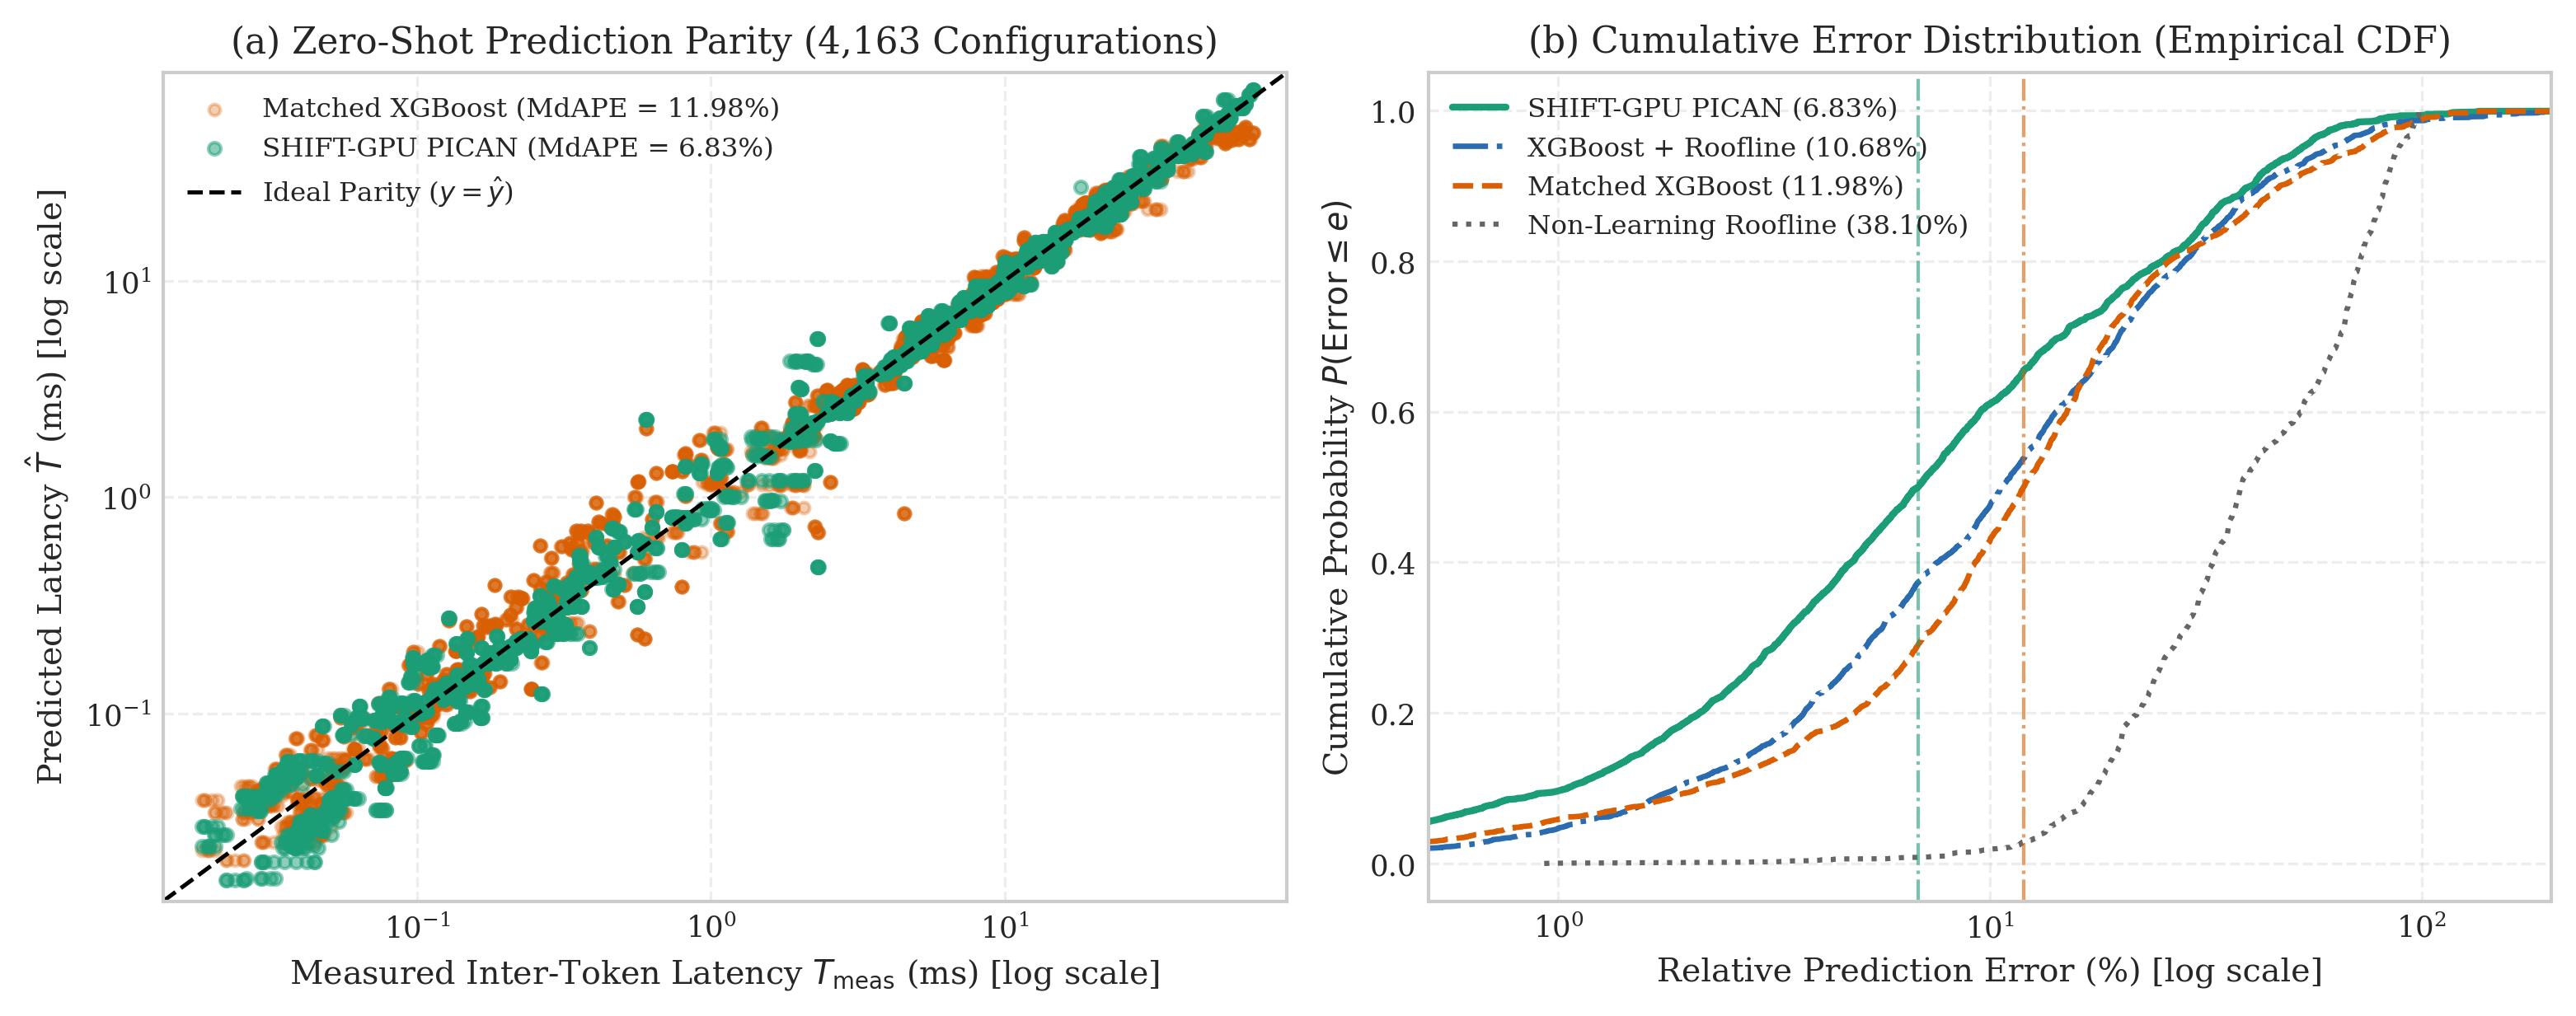 (a) Zero-Shot Prediction Parity (4,163 Configurations)
Matched XGBoost (MdAPE = 11.98%)
SHIFT-GPU PICAN (MdAPE = 6.83%)
Ideal Parity (y = ŷ)
Predicted Latency T̂ (ms) [log scale]
10¹
10⁰
10⁻¹
10⁻¹
10⁰
10¹
Measured Inter-Token Latency T_meas (ms) [log scale]
(b) Cumulative Error Distribution (Empirical CDF)
SHIFT-GPU PICAN (6.83%)
XGBoost + Roofline (10.68%)
Matched XGBoost (11.98%)
Non-Learning Roofline (38.10%)
Cumulative Probability P(Error ≤ e)
1.0
0.8
0.6
0.4
0.2
0.0
10⁰
10¹
10²
Relative Prediction Error (%) [log scale]